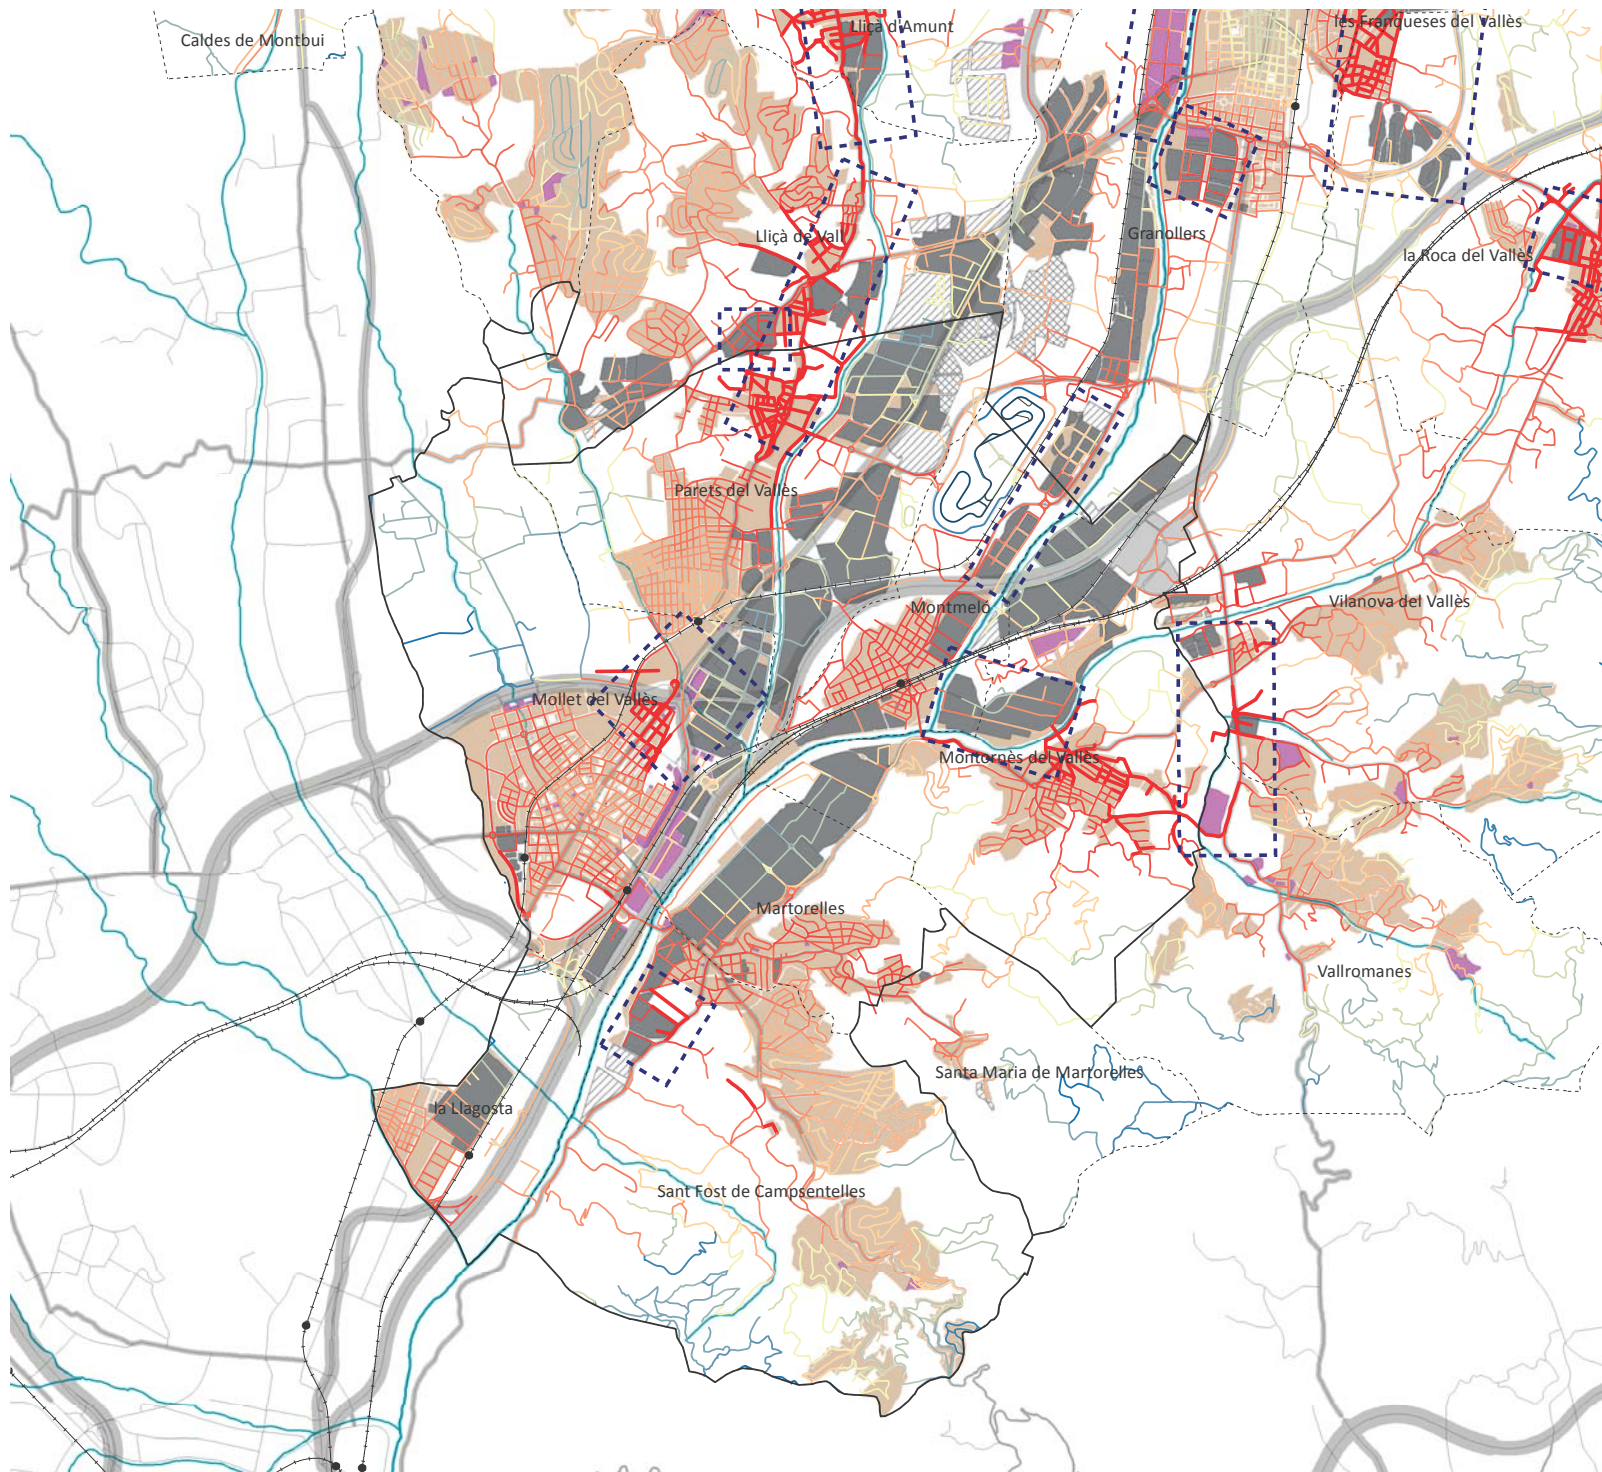 les Franqueses del Vallès
Lliçà d'Amunt
Caldes de Montbui
Granollers
Lliçà de Vall
la Roca del Vallès
Parets del Vallès
Vilanova del Vallès
Montmeló
Mollet del Vallès
Montornès del Vallès
Martorelles
Vallromanes
Santa Maria de Martorelles
la Llagosta
Sant Fost de Campsentelles